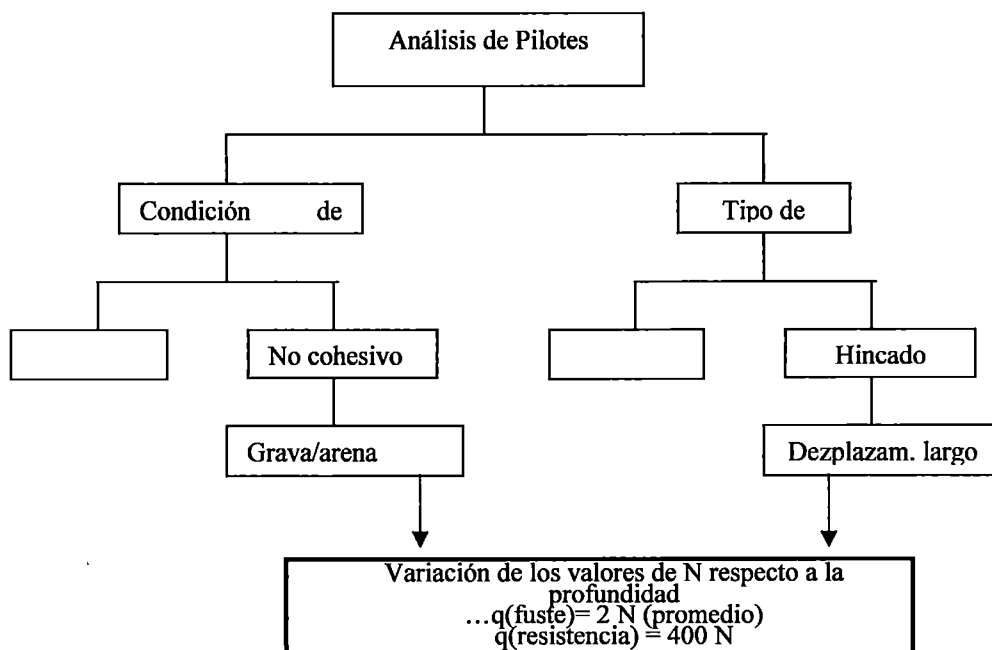 Análisis de Pilotes
Condición de
Tipo de
No cohesivo
Hincado
Grava/arena
Dezplazam. largo
Variación de los valores de N respecto a la
profundidad
...q(fuste)= 2 N (promedio)
q(resistencia) = 400 N